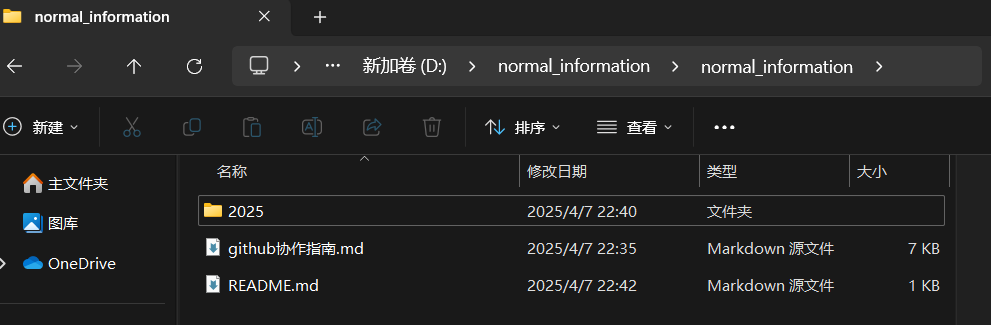 normal_information
新加卷 (D:) normal_information normal_information
新建 排序 查看
名称 修改日期 类型 大小
主文件夹
图库
OneDrive
2025 2025/4/7 22:40 文件夹
github协作指南.md 2025/4/7 22:35 Markdown 源文件 7 KB
README.md 2025/4/7 22:42 Markdown 源文件 1 KB